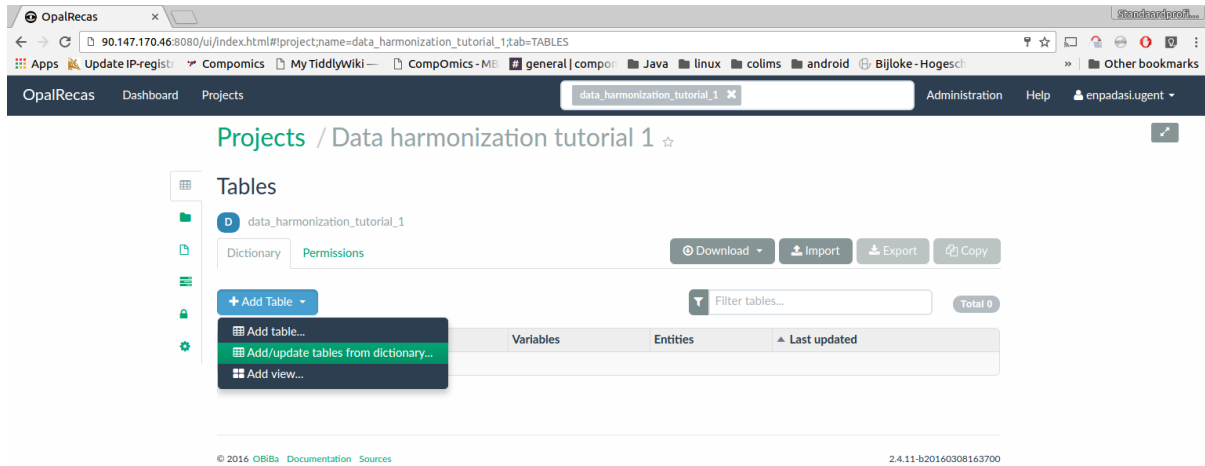 OpalRecas
Standaardprofi...
90.147.170.46:8080/ui/index.html#!project;name=data_harmonization_tutorial_1;tab=TABLES
Apps Update IP-registr Compomics My TiddlyWiki — CompOmics - MB general | compon Java linux colims android Bijloke - Hogesch » Other bookmarks
OpalRecas Dashboard Projects data_harmonization_tutorial_1 Administration Help enpadasi.ugent
Projects / Data harmonization tutorial 1
Tables
D data_harmonization_tutorial_1
Dictionary Permissions Download Import Export Copy
+ Add Table Filter tables... Total 0
Add table...
Add/update tables from dictionary...
Add view...
Variables Entities Last updated
© 2016 OBiBa Documentation Sources 2.4.11-b20160308163700